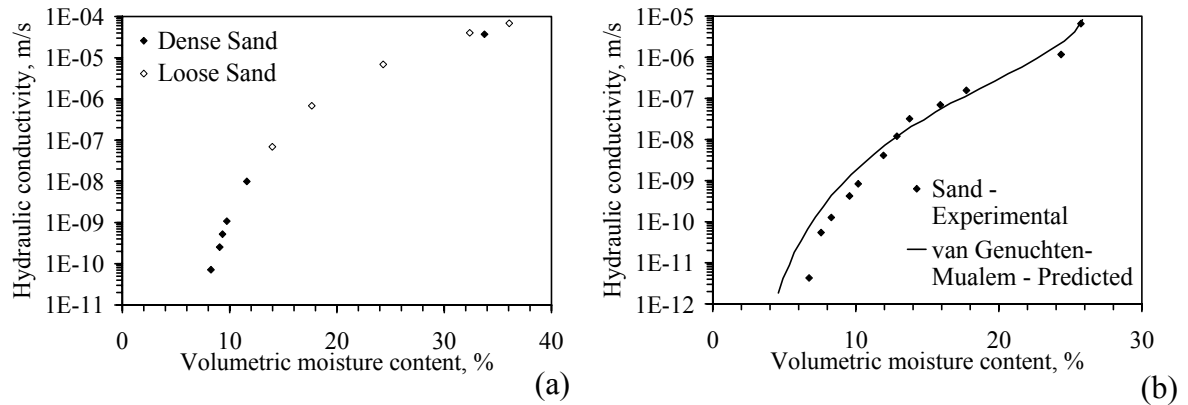 Hydraulic conductivity, m/s
1E-04
1E-05
1E-06
1E-07
1E-08
1E-09
1E-10
1E-11
Dense Sand
Loose Sand
0
10
20
30
40
Volumetric moisture content, %
(a)
Hydraulic conductivity, m/s
1E-05
1E-06
1E-07
1E-08
1E-09
1E-10
1E-11
1E-12
Sand -
Experimental
van Genuchten-
Mualem - Predicted
0
10
20
30
Volumetric moisture content, %
(b)